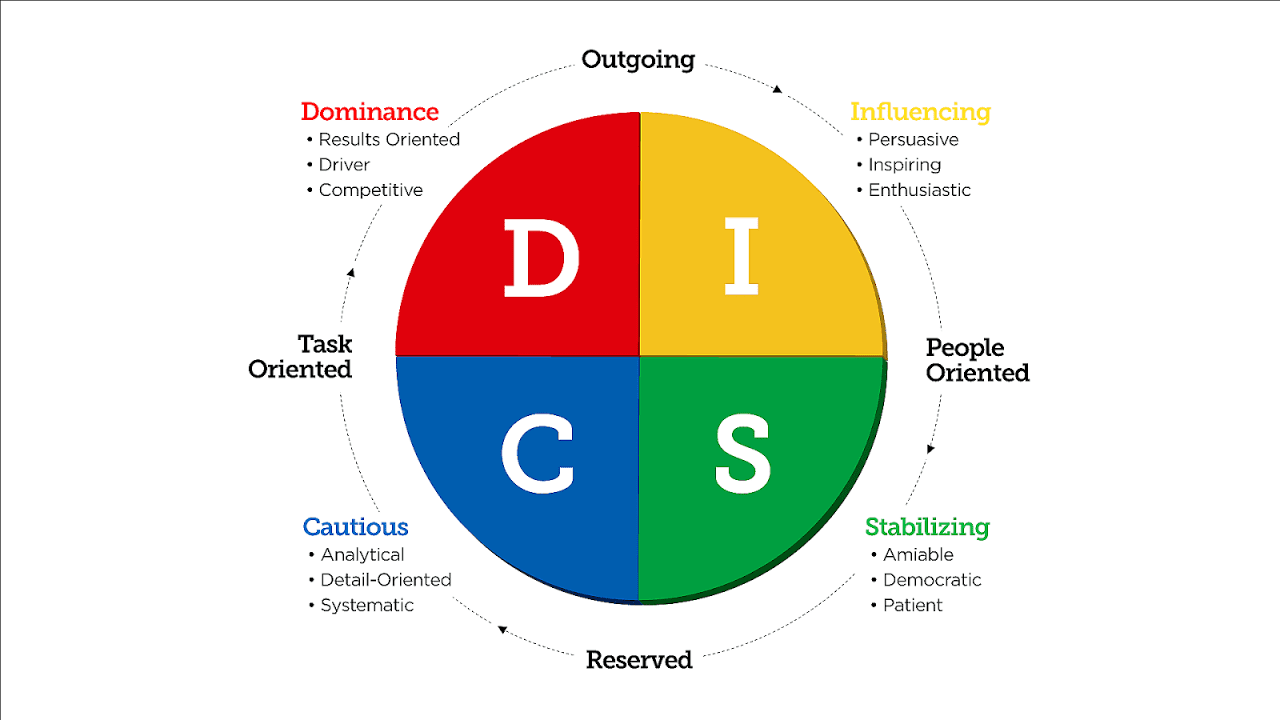 Outgoing
Dominance
• Results Oriented
• Driver
• Competitive
Influencing
• Persuasive
• Inspiring
• Enthusiastic
D
I
Task
Oriented
People
Oriented
C
S
Cautious
• Analytical
• Detail-Oriented
• Systematic
Stabilizing
• Amiable
• Democratic
• Patient
Reserved